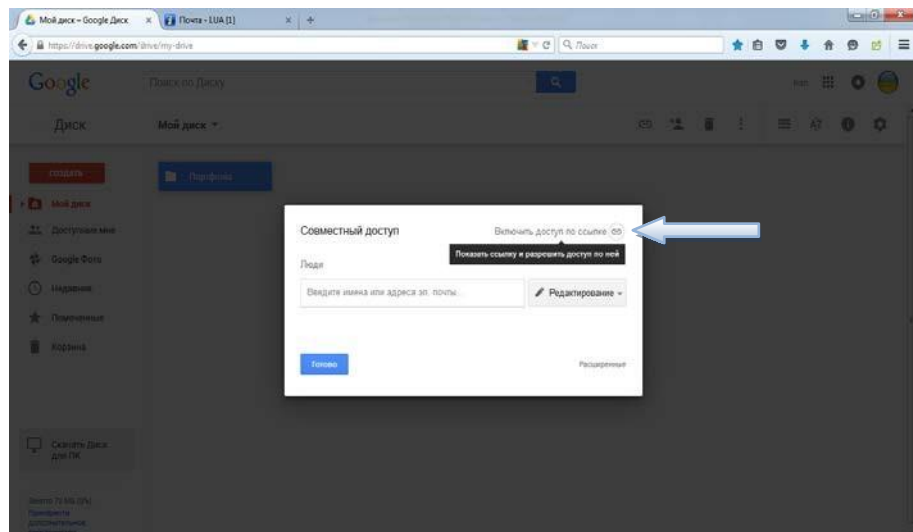 Мой диск – Google Диск
Почта - LUA (1)
https://drive.google.com/drive/my-drive
Поиск
Google
Поиск по Диску
Диск
Мой диск
СОЗДАТЬ
Портфолио
Мой диск
Доступные мне
Google Фото
Недавние
Помеченные
Корзина
Совместный доступ
Включить доступ по ссылке
Показать ссылку и разрешить доступ по ней
Люди
Введите имена или адреса эл. почты...
Редактирование
Готово
Расширенные
Скачать Диск
для ПК
дополнительное